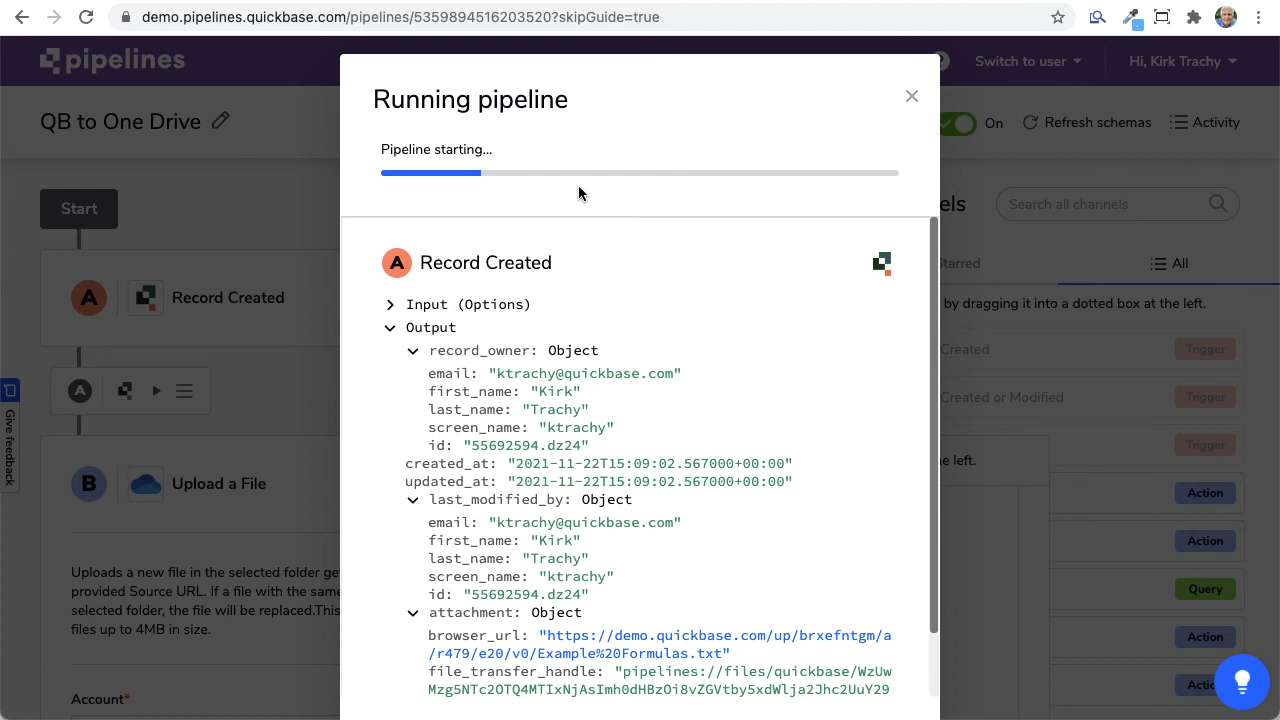 demo.pipelines.quickbase.com/pipelines/5359894516203520?skipGuide=true
pipelines
Switch to user
Hi, Kirk Trachy
QB to One Drive
On
Refresh schemas
Activity
Running pipeline
Pipeline starting...
Start
Search all channels
A
Record Created
Starred
All
by dragging it into a dotted box at the left.
A
Record Created
Input (Options)
Output
record_owner: Object
email: "ktrachy@quickbase.com"
first_name: "Kirk"
last_name: "Trachy"
screen_name: "ktrachy"
id: "55692594.dz24"
created_at: "2021-11-22T15:09:02.567000+00:00"
updated_at: "2021-11-22T15:09:02.567000+00:00"
last_modified_by: Object
email: "ktrachy@quickbase.com"
first_name: "Kirk"
last_name: "Trachy"
screen_name: "ktrachy"
id: "55692594.dz24"
attachment: Object
browser_url: "https://demo.quickbase.com/up/brxefntgm/a
/r479/e20/v0/Example%20Formulas.txt"
file_transfer_handle: "pipelines://files/quickbase/WzUw
Mzg5NTc2OTQ4MTIxNjAsImh0dHBzOi8vZGVtby5xdWlja2Jhc2UuY29
Created
Trigger
Created or Modified
Trigger
Trigger
A
Give feedback
B
Upload a File
the left.
Action
Action
Query
Action
Uploads a new file in the selected folder
provided Source URL. If a file with the same
selected folder, the file will be replaced.This
files up to 4MB in size.
Account*